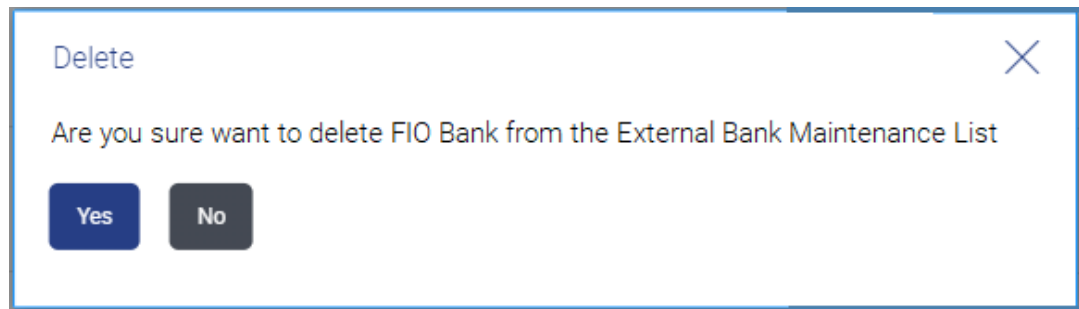 Delete
Are you sure want to delete FIO Bank from the External Bank Maintenance List
Yes No